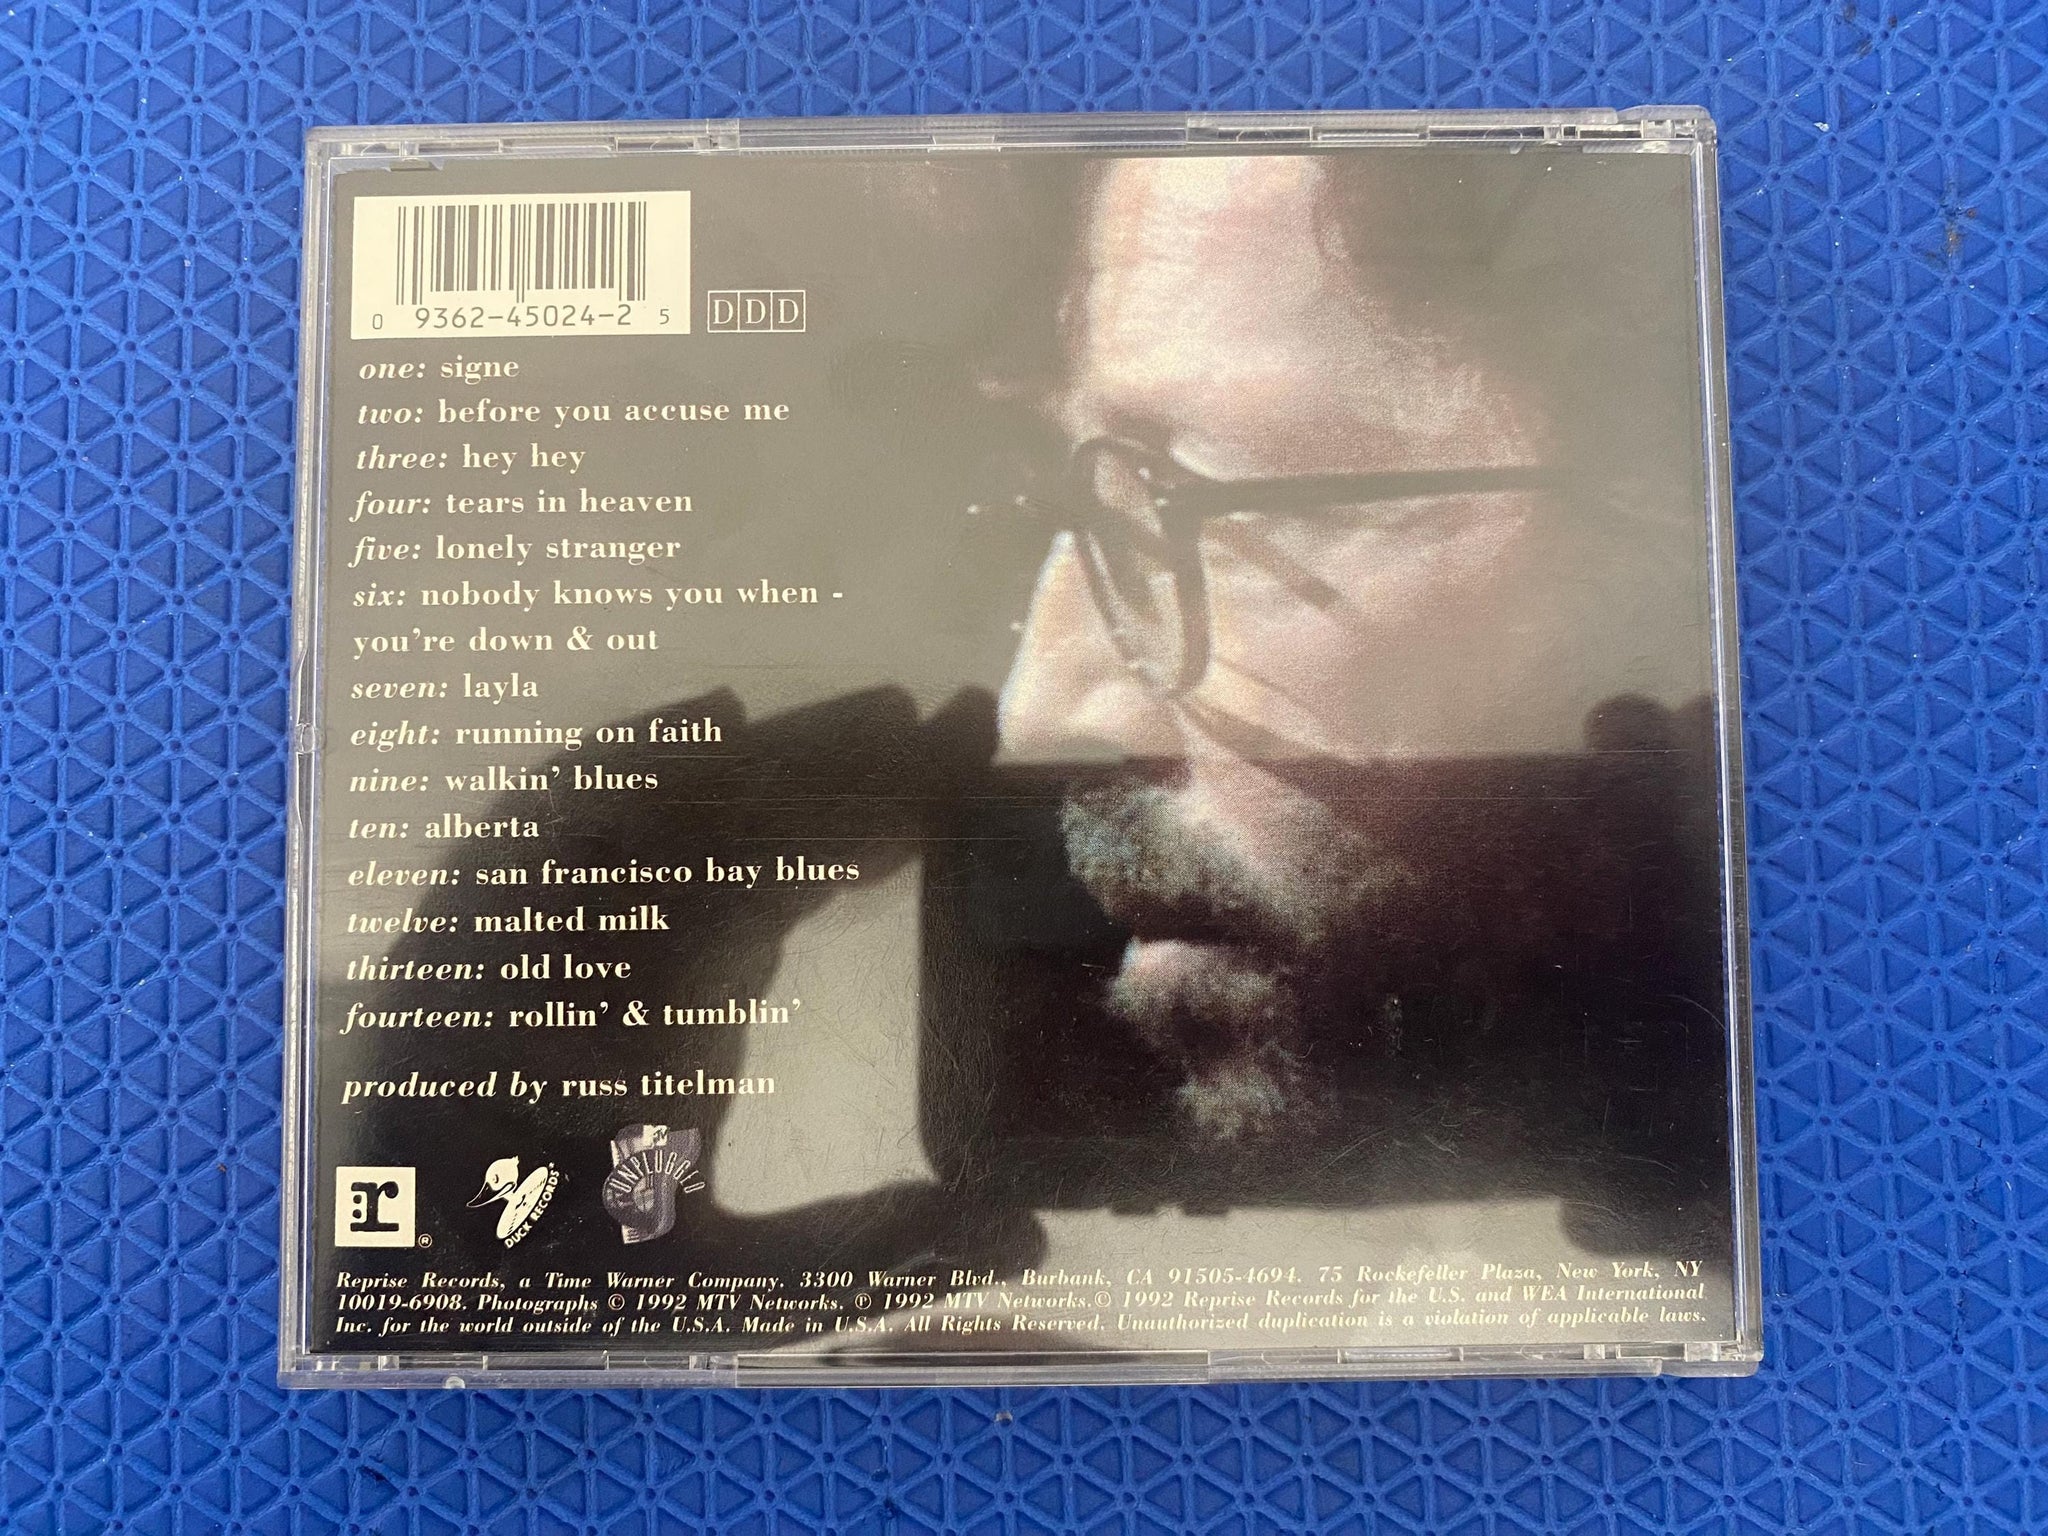 0 9362-45024-2 5
DDD
one: signe
two: before you accuse me
three: hey hey
four: tears in heaven
five: lonely stranger
six: nobody knows you when -
you're down & out
seven: layla
eight: running on faith
nine: walkin' blues
ten: alberta
eleven: san francisco bay blues
twelve: malted milk
thirteen: old love
fourteen: rollin' & tumblin'
produced by russ titelman
r ®
DUCK RECORDS
MTV
UNPLUGGED
Reprise Records, a Time Warner Company. 3300 Warner Blvd., Burbank, CA 91505-4694. 75 Rockefeller Plaza, New York, NY
10019-6908. Photographs © 1992 MTV Networks. ℗ 1992 MTV Networks.© 1992 Reprise Records for the U.S. and WEA International
Inc. for the world outside of the U.S.A. Made in U.S.A. All Rights Reserved. Unauthorized duplication is a violation of applicable laws.